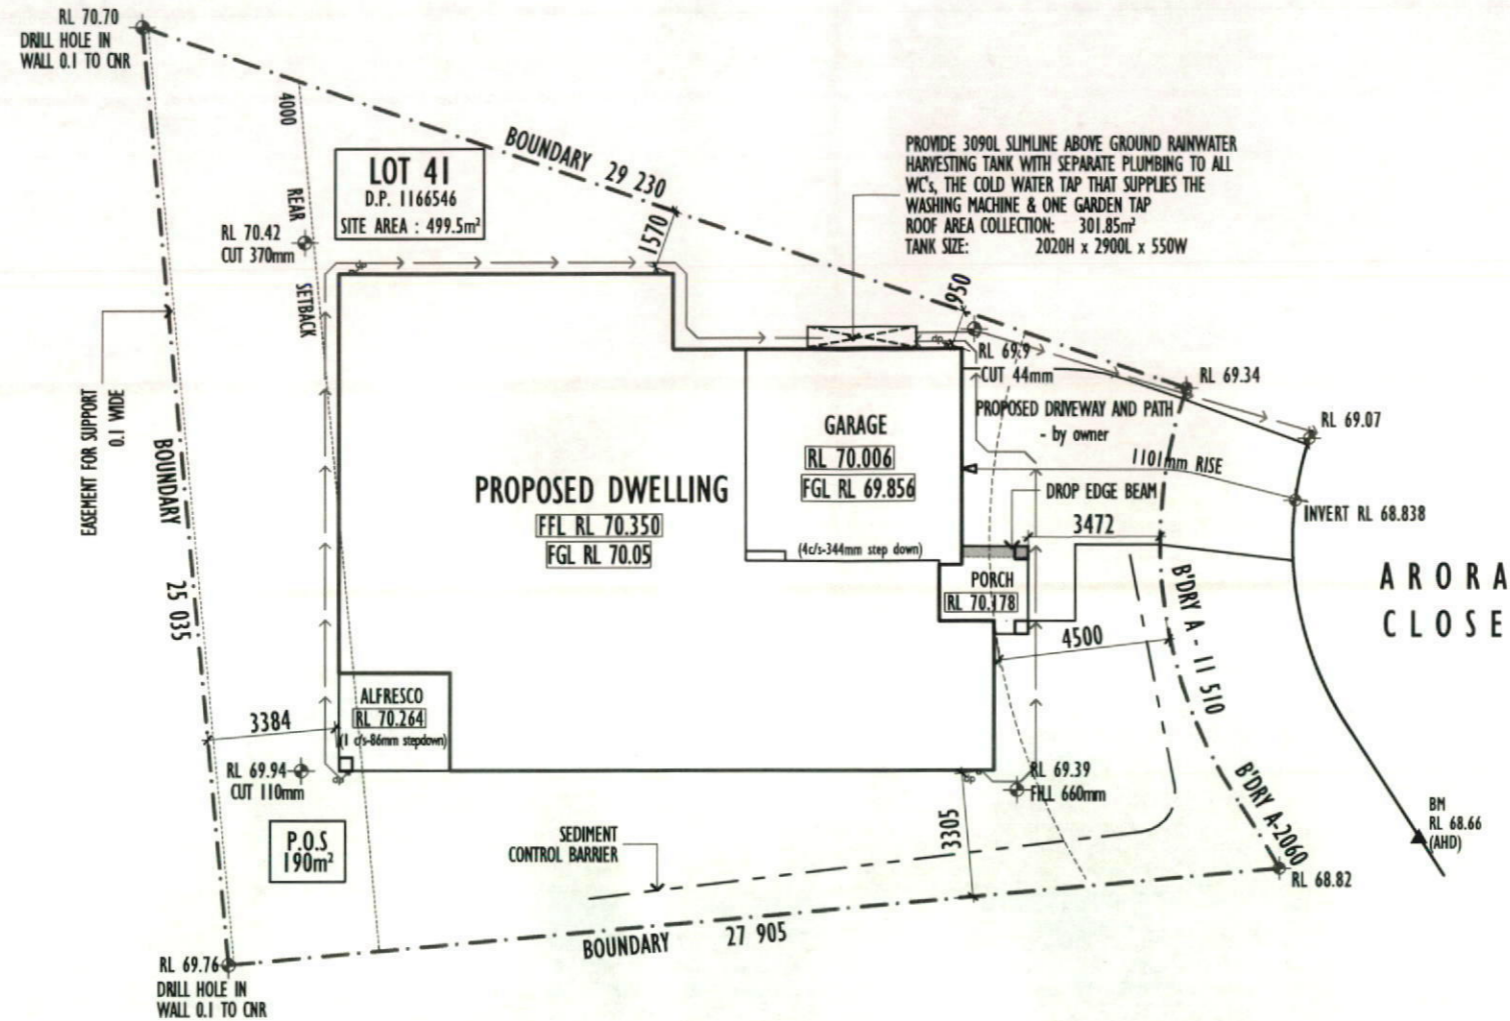 RL 70.70
DRILL HOLE IN
WALL 0.1 TO CNR
4000
REAR
SETBACK
LOT 41
D.P. 1166546
SITE AREA : 499.5m²
BOUNDARY 29 230
1570
PROVIDE 3090L SLIMLINE ABOVE GROUND RAINWATER
HARVESTING TANK WITH SEPARATE PLUMBING TO ALL
WC's, THE COLD WATER TAP THAT SUPPLIES THE
WASHING MACHINE & ONE GARDEN TAP
ROOF AREA COLLECTION: 301.85m²
TANK SIZE: 2020H x 2900L x 550W
RL 70.42
CUT 370mm
950
RL 69.9
CUT 44mm
RL 69.34
RL 69.07
EASEMENT FOR SUPPORT
0.1 WIDE
BOUNDARY
25 035
PROPOSED DRIVEWAY AND PATH
- by owner
GARAGE
RL 70.006
FGL RL 69.856
(4c/s-344mm step down)
1101mm RISE
DROP EDGE BEAM
3472
INVERT RL 68.838
PROPOSED DWELLING
FFL RL 70.350
FGL RL 70.05
ARORA
CLOSE
PORCH
RL 70.178
4500
B'DRY A - 11 510
ALFRESCO
RL 70.264
(1 c/s-86mm stepdown)
3384
RL 69.94
CUT 110mm
RL 69.39
FILL 660mm
B'DRY A-2060
P.O.S
190m²
SEDIMENT
CONTROL BARRIER
3305
BM
RL 68.66
(AHD)
RL 68.82
BOUNDARY 27 905
RL 69.76
DRILL HOLE IN
WALL 0.1 TO CNR